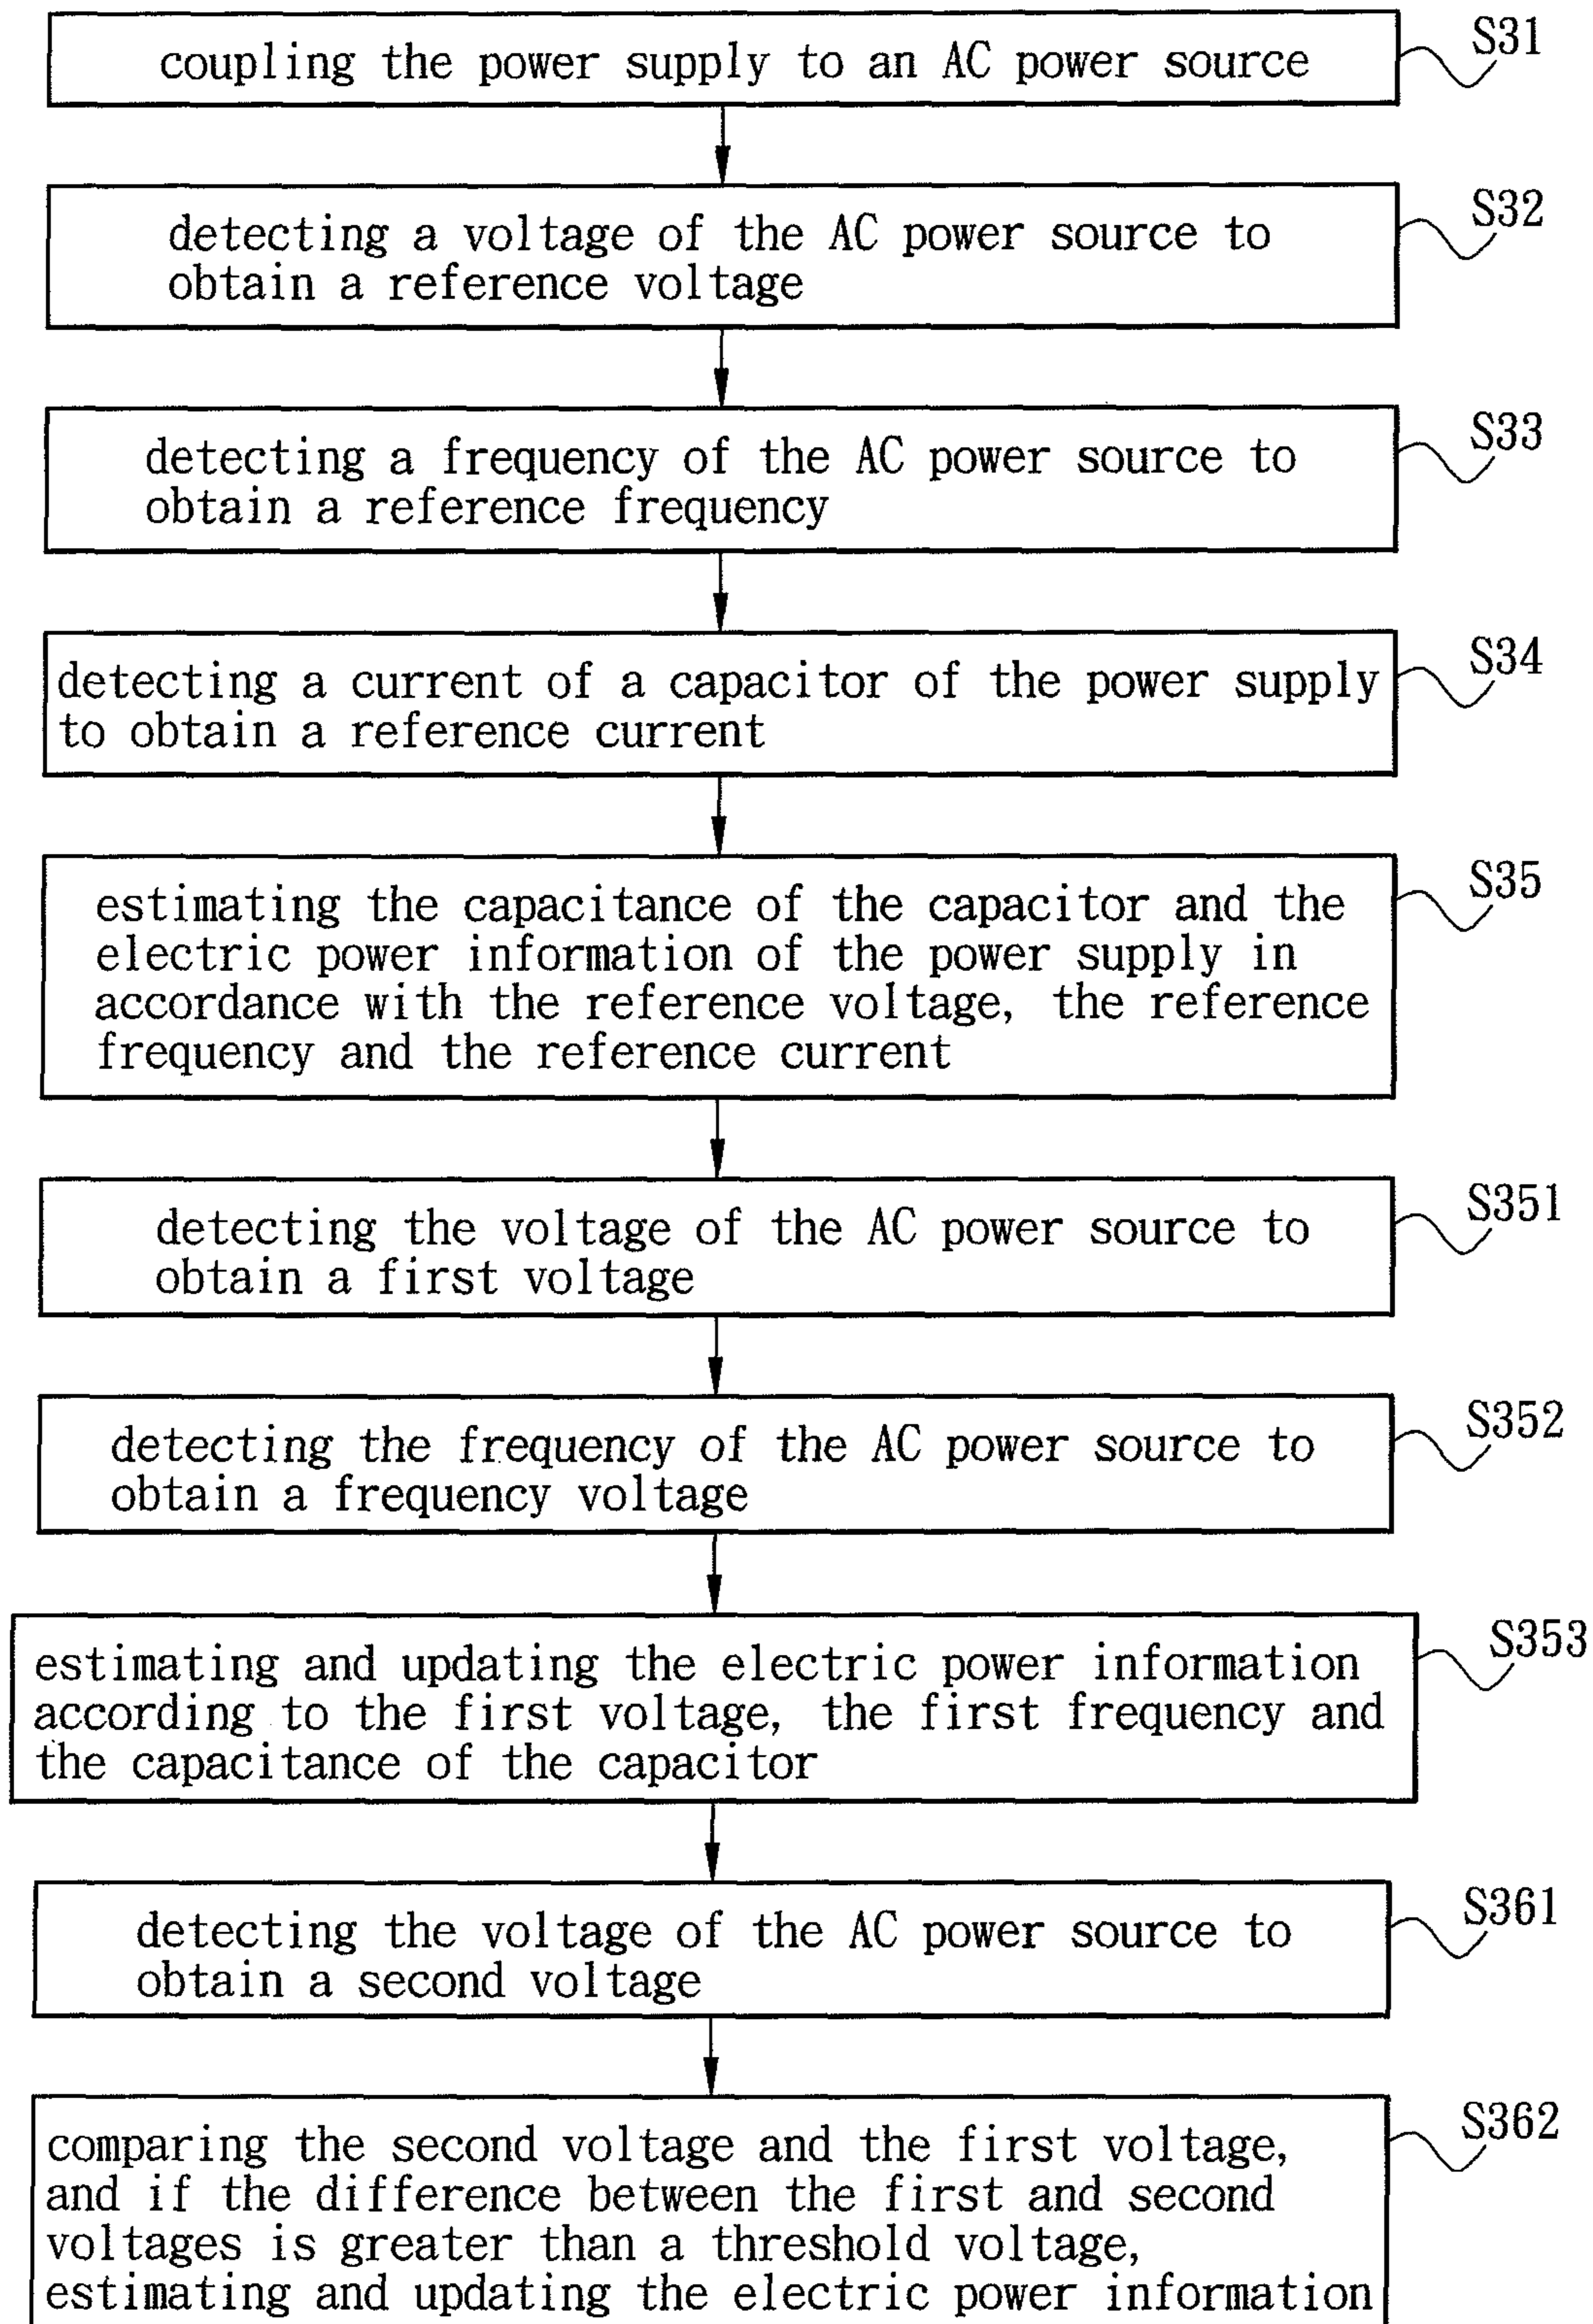 coupling the power supply to an AC power source
S31
detecting a voltage of the AC power source to
obtain a reference voltage
S32
detecting a frequency of the AC power source to
obtain a reference frequency
S33
detecting a current of a capacitor of the power supply
to obtain a reference current
S34
estimating the capacitance of the capacitor and the
electric power information of the power supply in
accordance with the reference voltage, the reference
frequency and the reference current
S35
detecting the voltage of the AC power source to
obtain a first voltage
S351
detecting the frequency of the AC power source to
obtain a frequency voltage
S352
estimating and updating the electric power information
according to the first voltage, the first frequency and
the capacitance of the capacitor
S353
detecting the voltage of the AC power source to
obtain a second voltage
S361
comparing the second voltage and the first voltage,
and if the difference between the first and second
voltages is greater than a threshold voltage,
estimating and updating the electric power information
S362